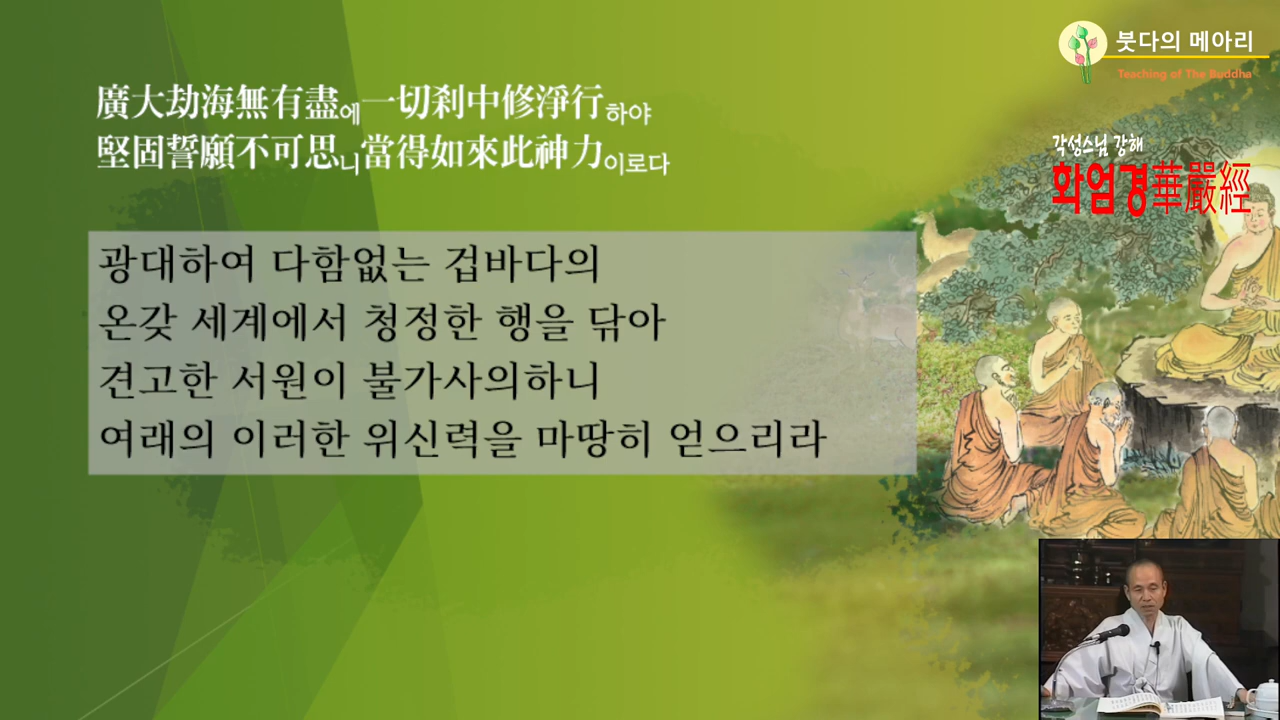 붓다의 메아리
Teaching of The Buddha
각성스님 강해
화엄경華嚴經
廣大劫海無有盡에一切刹中修淨行하야
堅固誓願不可思니當得如來此神力이로다
광대하여 다함없는 겁바다의
온갖 세계에서 청정한 행을 닦아
견고한 서원이 불가사의하니
여래의 이러한 위신력을 마땅히 얻으리라